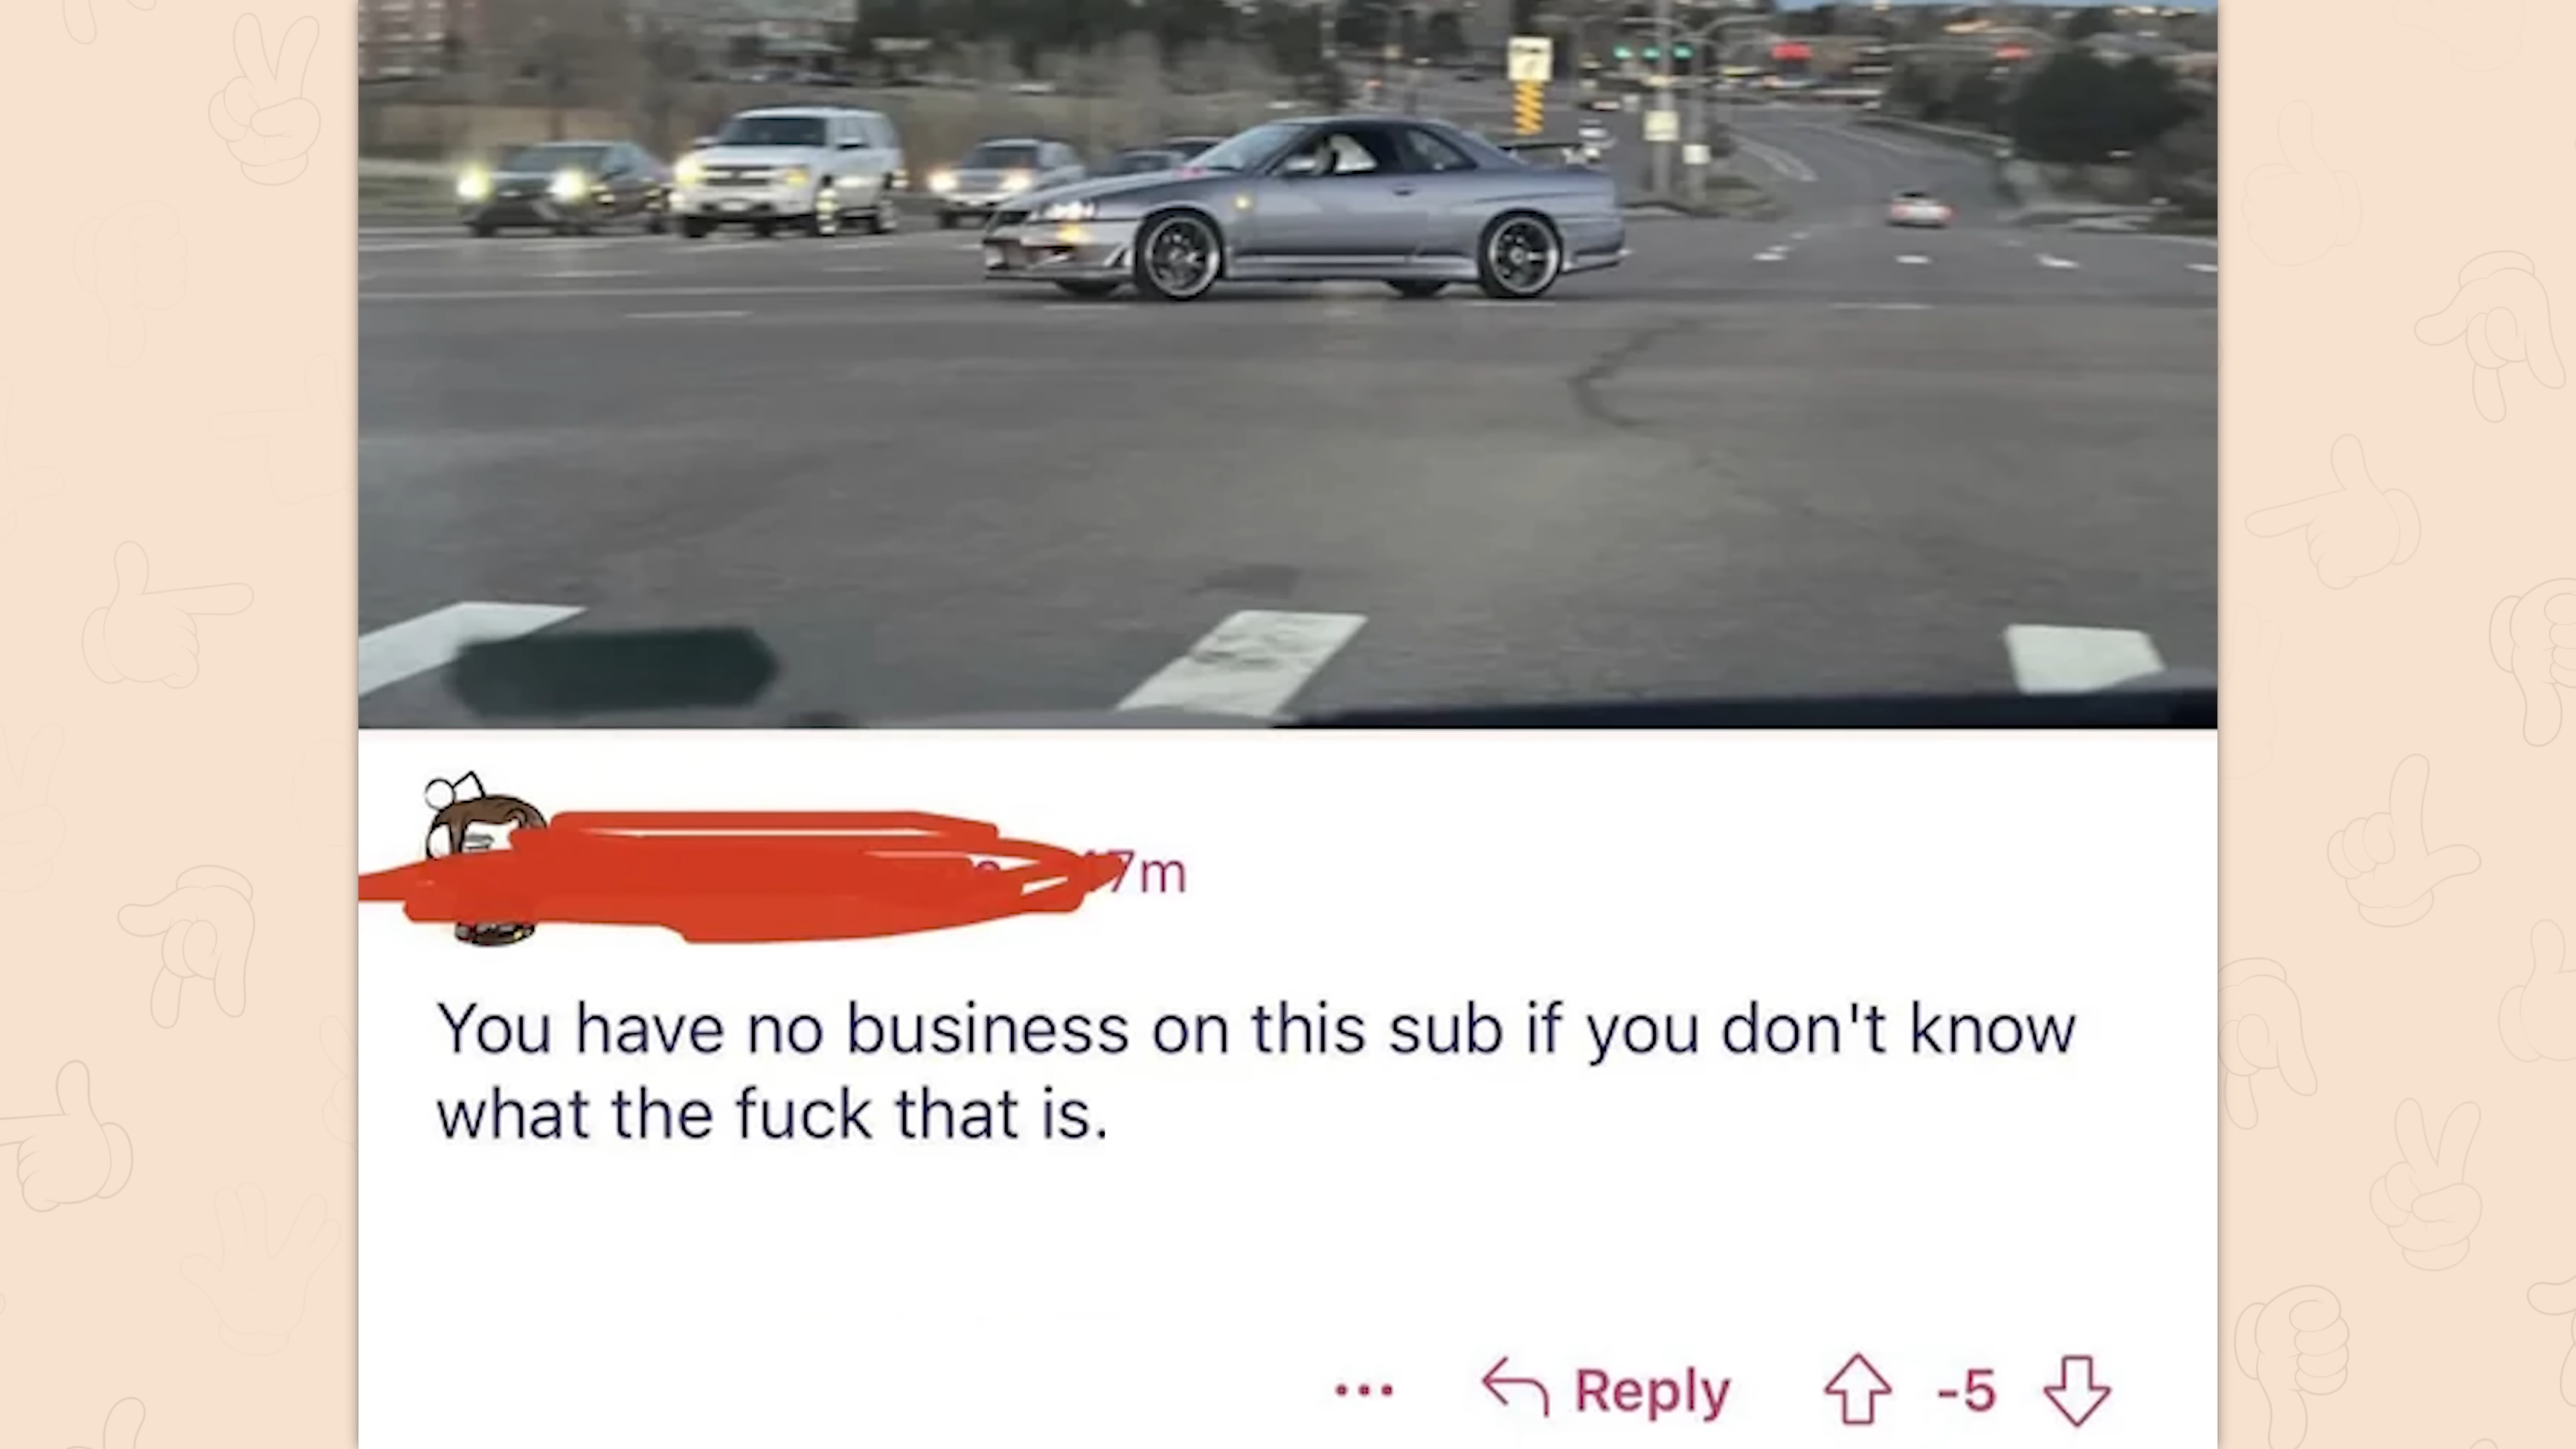 7m
You have no business on this sub if you don't know
what the fuck that is.
... Reply -5